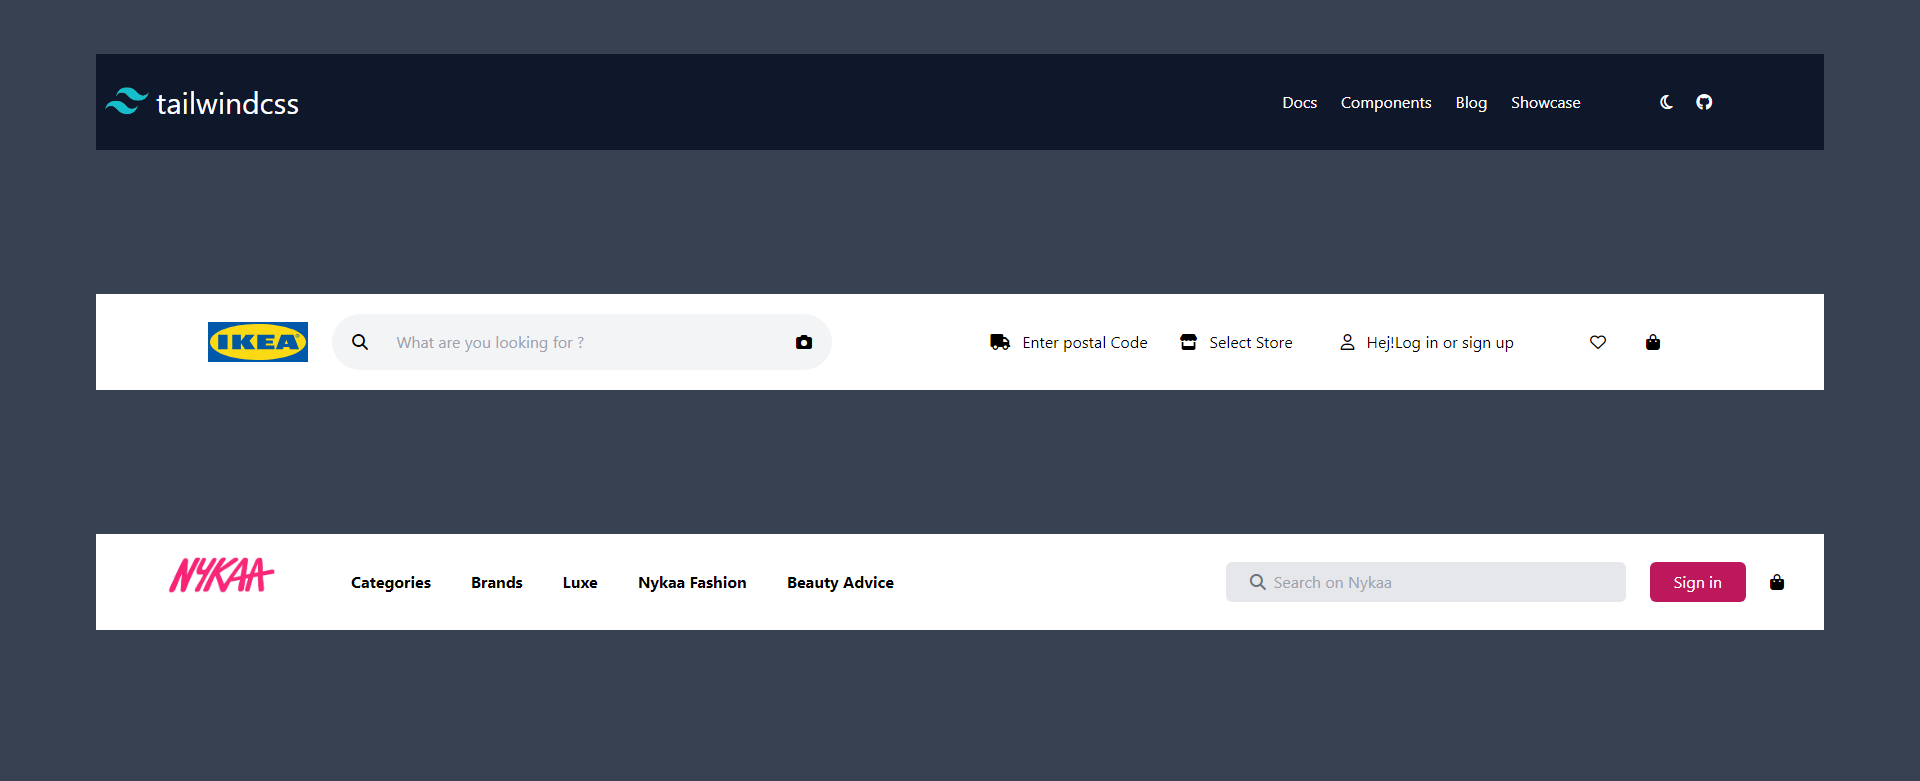 tailwindcss Docs Components Blog Showcase
IKEA What are you looking for ? Enter postal Code Select Store Hej!Log in or sign up
NYKAA Categories Brands Luxe Nykaa Fashion Beauty Advice Search on Nykaa Sign in